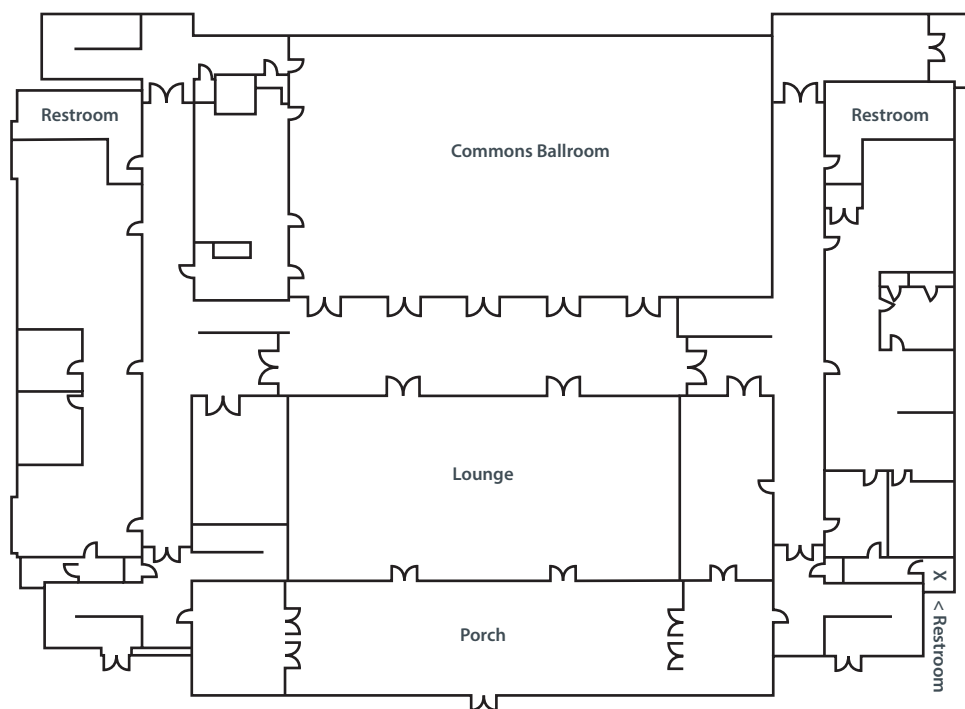 Restroom
Restroom
Commons Ballroom
Lounge
X
< Restroom
Porch